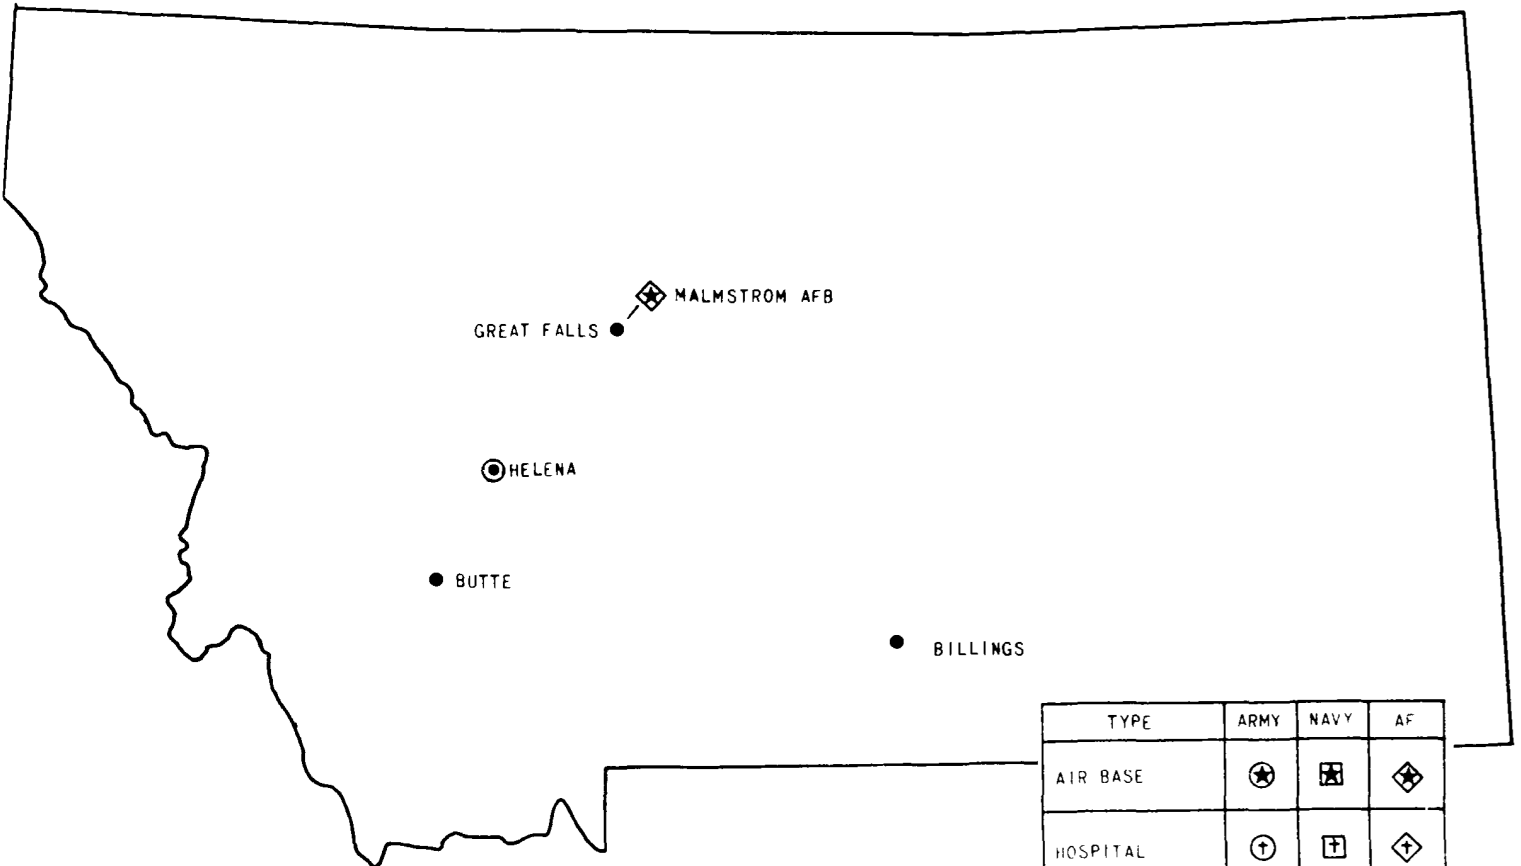 MALMSTROM AFB
GREAT FALLS
HELENA
BUTTE
BILLINGS
TYPE ARMY NAVY AF
AIR BASE
HOSPITAL